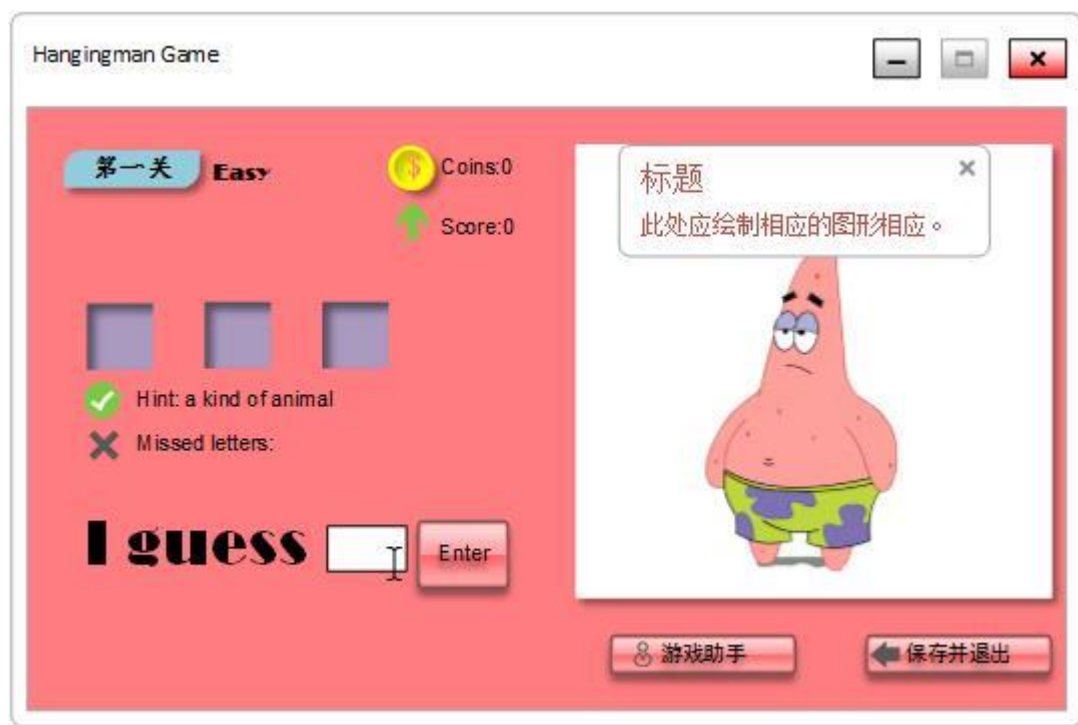 Hangingman Game
第一关 Easy
Coins:0
Score:0
标题
此处应绘制相应的图形相应。
Hint: a kind of animal
Missed letters:
I guess
Enter
游戏助手
保存并退出